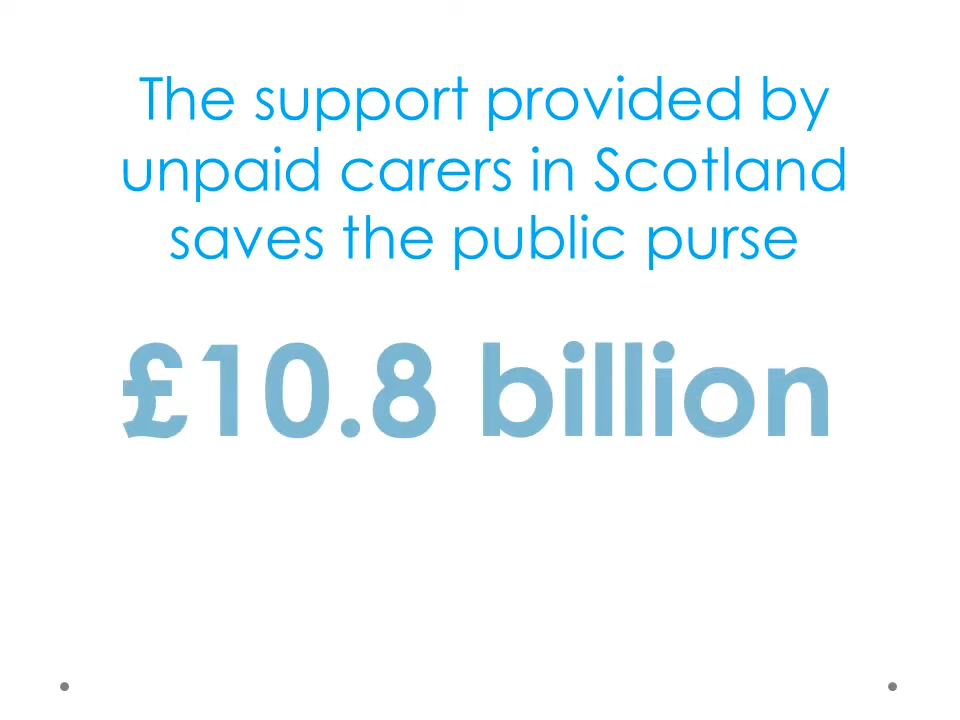 The support provided by
unpaid carers in Scotland
saves the public purse
£10.8 billion